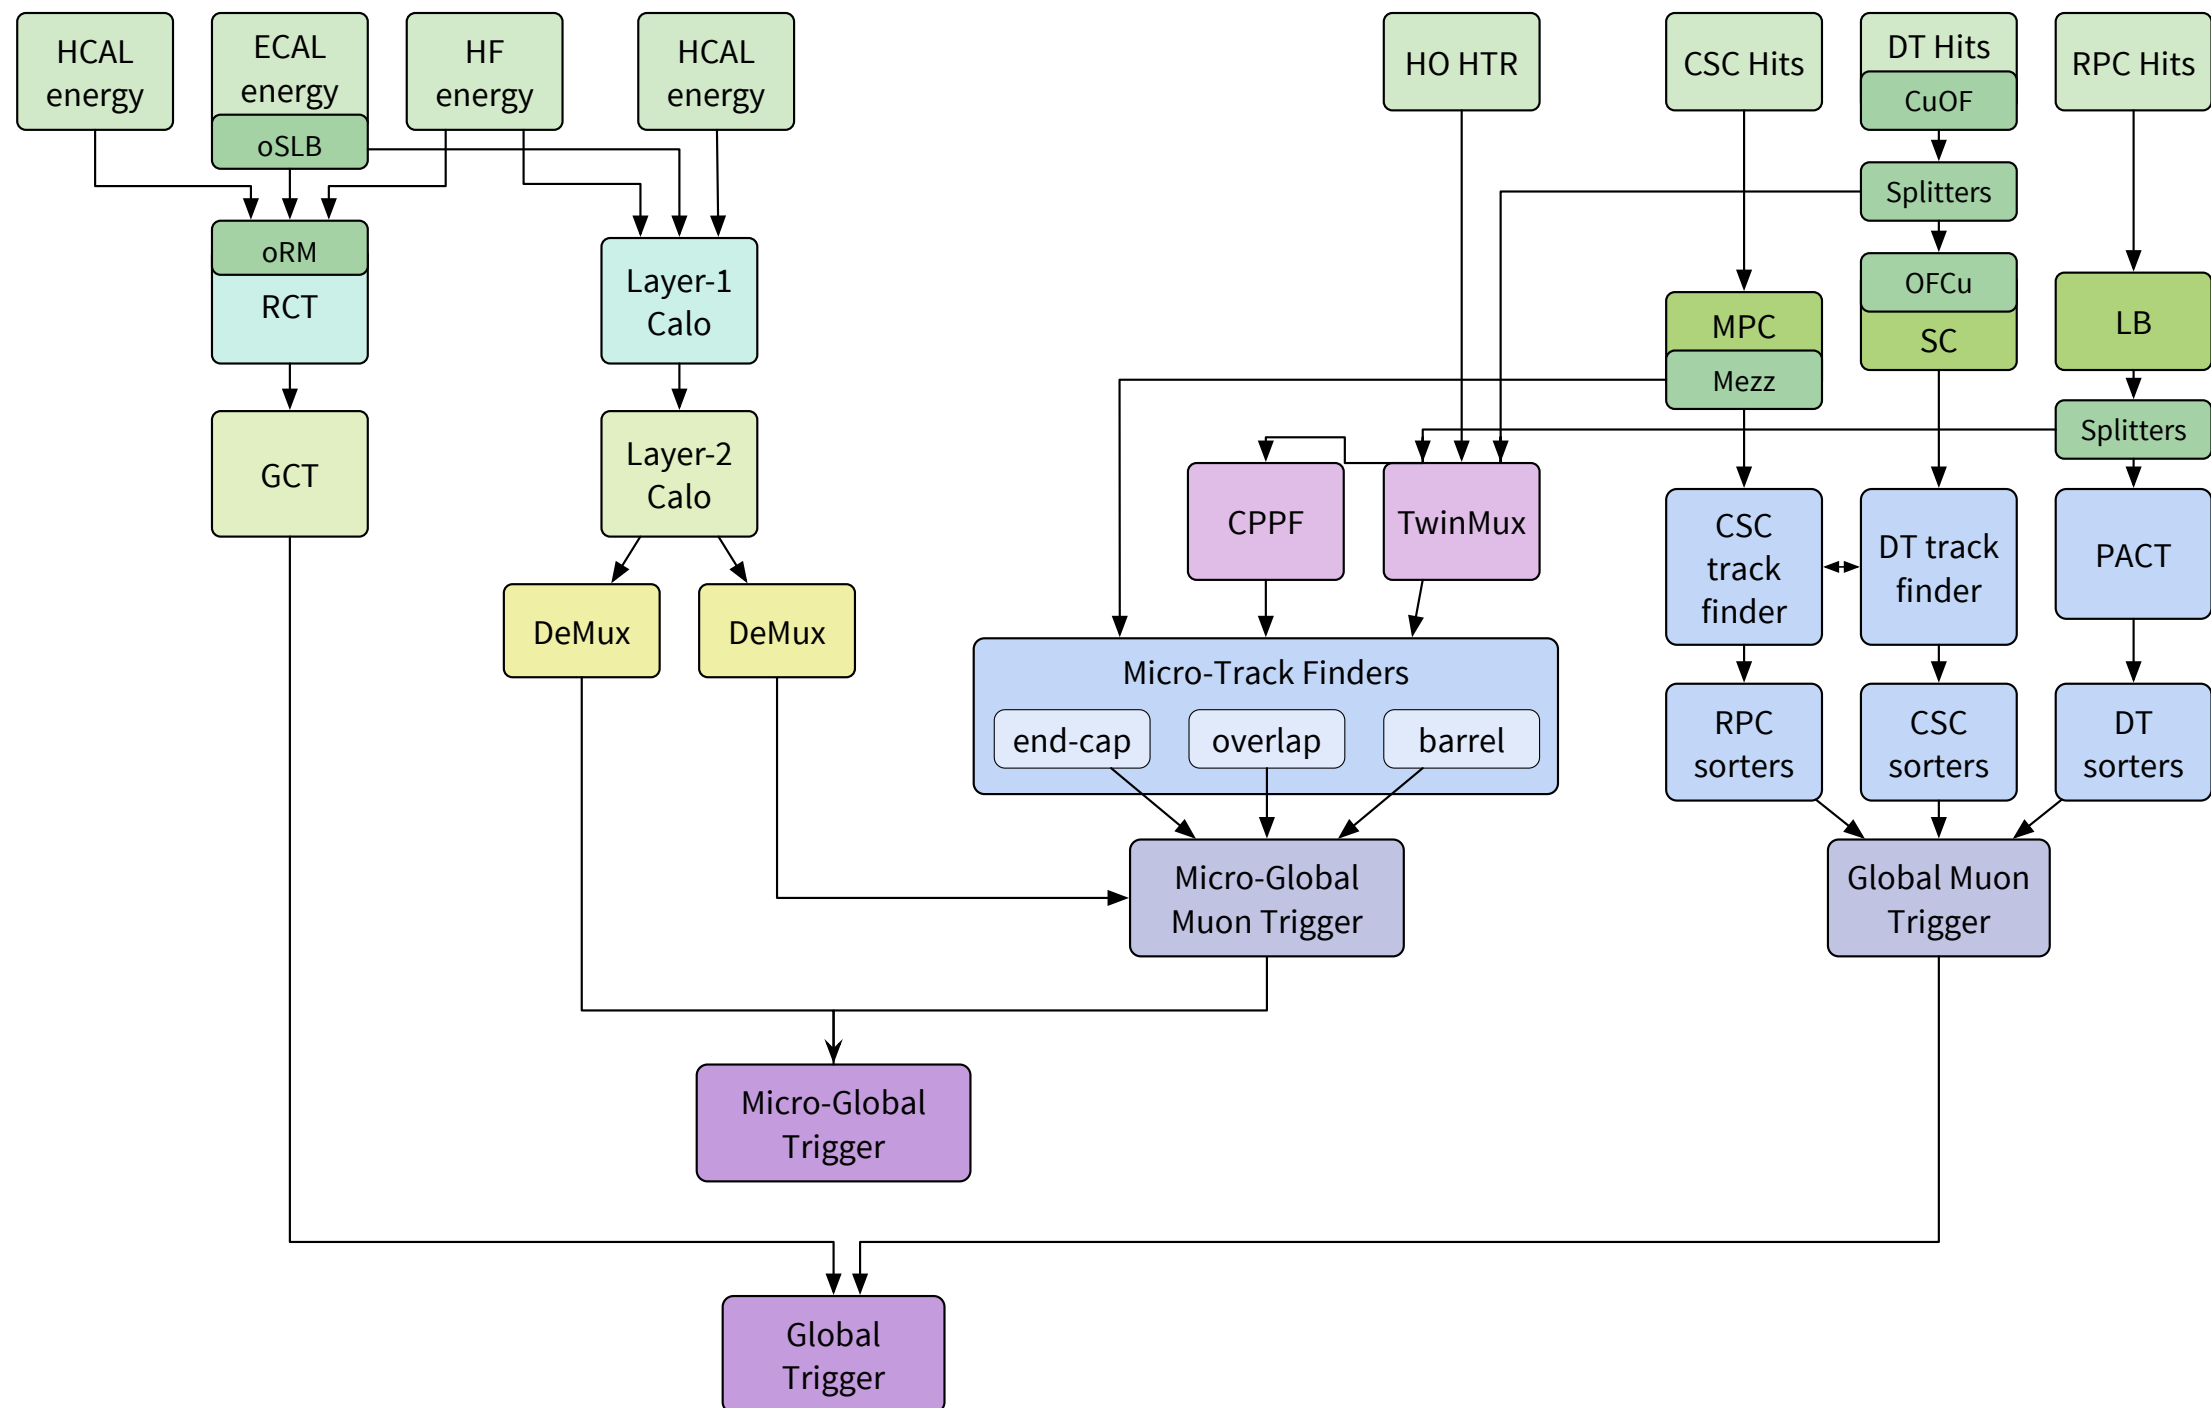 HCAL
energy
ECAL
energy
oSLB
HF
energy
HCAL
energy
HO HTR
CSC Hits
DT Hits
CuOF
RPC Hits
Splitters
oRM
RCT
Layer-1
Calo
OFCu
SC
MPC
Mezz
LB
Splitters
GCT
Layer-2
Calo
CPPF
TwinMux
CSC
track
finder
DT track
finder
PACT
DeMux
DeMux
Micro-Track Finders
end-cap
overlap
barrel
RPC
sorters
CSC
sorters
DT
sorters
Micro-Global
Muon Trigger
Global Muon
Trigger
Micro-Global
Trigger
Global
Trigger